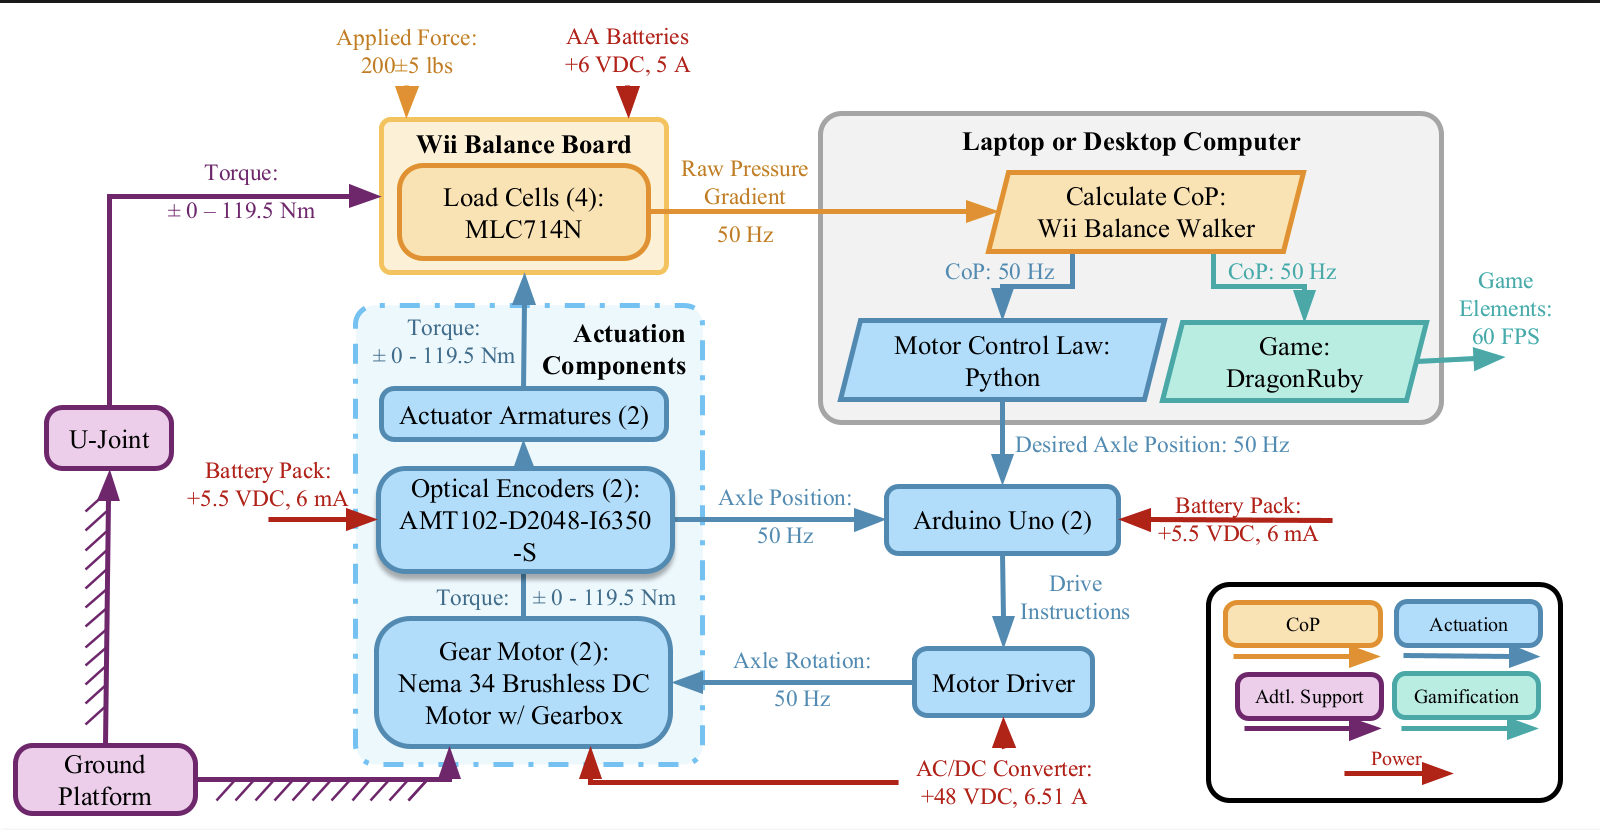 Applied Force:
200±5 lbs
AA Batteries
+6 VDC, 5 A
Wii Balance Board
Load Cells (4):
MLC714N
Torque:
± 0 – 119.5 Nm
Raw Pressure
Gradient
50 Hz
Laptop or Desktop Computer
Calculate CoP:
Wii Balance Walker
CoP: 50 Hz
CoP: 50 Hz
Motor Control Law:
Python
Game:
DragonRuby
Game
Elements:
60 FPS
Torque:
± 0 - 119.5 Nm
Actuation
Components
Actuator Armatures (2)
U-Joint
Battery Pack:
+5.5 VDC, 6 mA
Optical Encoders (2):
AMT102-D2048-I6350
-S
Axle Position:
50 Hz
Desired Axle Position: 50 Hz
Arduino Uno (2)
Battery Pack:
+5.5 VDC, 6 mA
Torque:
± 0 - 119.5 Nm
Drive
Instructions
Gear Motor (2):
Nema 34 Brushless DC
Motor w/ Gearbox
Axle Rotation:
50 Hz
Motor Driver
Ground
Platform
AC/DC Converter:
+48 VDC, 6.51 A
CoP
Actuation
Adtl. Support
Gamification
Power